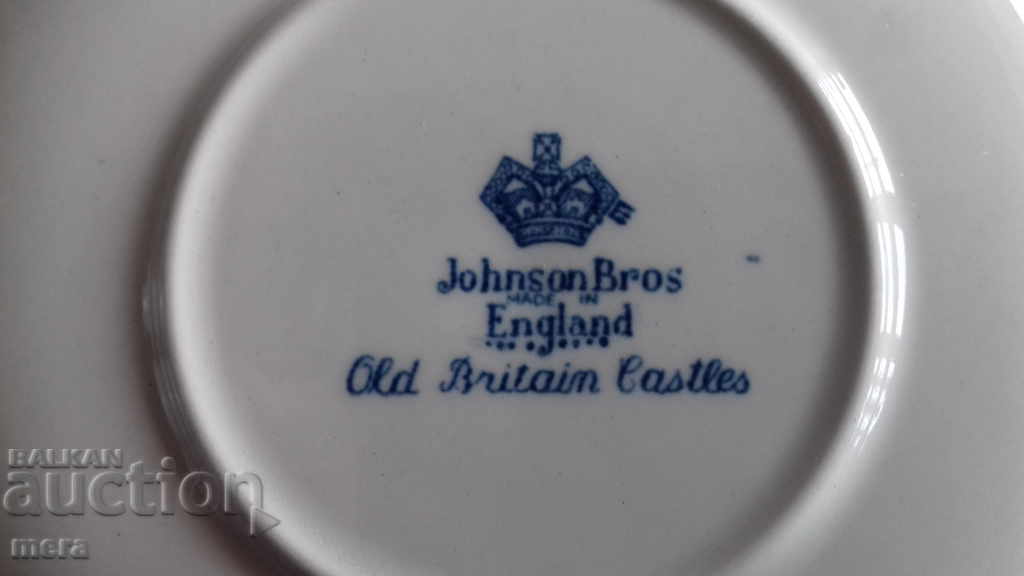 E
Johnson Bros
MADE IN
England
Old Britain Castles
BALKAN
auction
mera